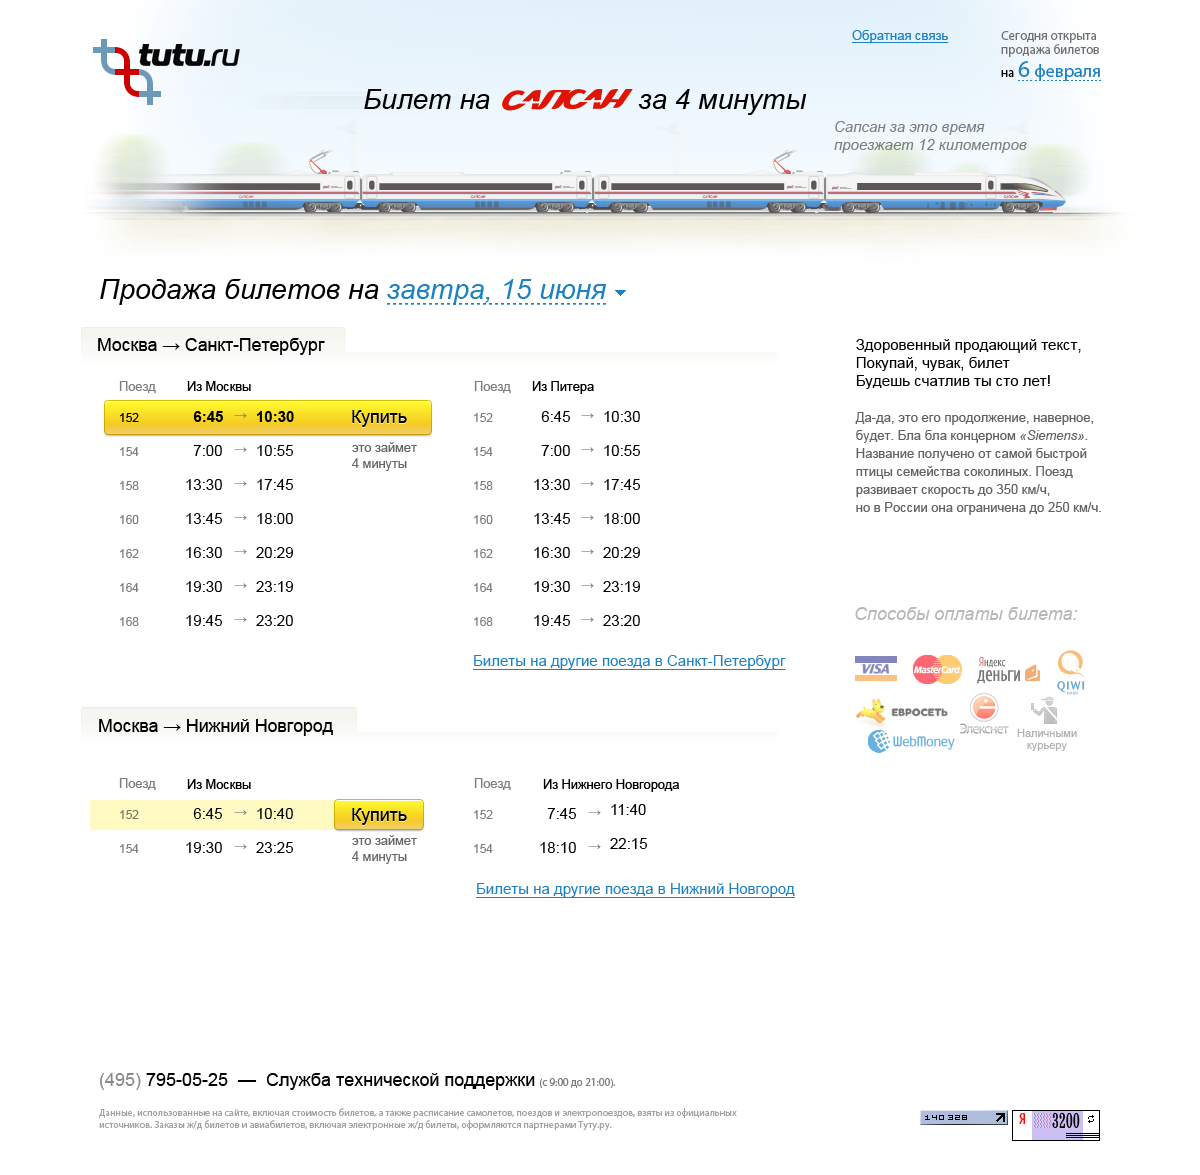 tutu.ru
Обратная связь
Сегодня открыта
продажа билетов
на 6 февраля
Билет на САПСАН за 4 минуты
Сапсан за это время
проезжает 12 километров
Продажа билетов на завтра, 15 июня
Москва → Санкт-Петербург
Поезд Из Москвы Поезд Из Питера
152 6:45 → 10:30 Купить 152 6:45 → 10:30
это займет
4 минуты
154 7:00 → 10:55 154 7:00 → 10:55
158 13:30 → 17:45 158 13:30 → 17:45
160 13:45 → 18:00 160 13:45 → 18:00
162 16:30 → 20:29 162 16:30 → 20:29
164 19:30 → 23:19 164 19:30 → 23:19
168 19:45 → 23:20 168 19:45 → 23:20
Билеты на другие поезда в Санкт-Петербург
Здоровенный продающий текст,
Покупай, чувак, билет
Будешь счатлив ты сто лет!
Да-да, это его продолжение, наверное,
будет. Бла бла концерном «Siemens».
Название получено от самой быстрой
птицы семейства соколиных. Поезд
развивает скорость до 350 км/ч,
но в России она ограничена до 250 км/ч.
Способы оплаты билета:
VISA MasterCard Яндекс деньги QIWI
ЕВРОСЕТЬ Элекснет Наличными
курьеру
WebMoney
Москва → Нижний Новгород
Поезд Из Москвы Поезд Из Нижнего Новгорода
152 6:45 → 10:40 Купить 152 7:45 → 11:40
это займет
4 минуты
154 19:30 → 23:25 154 18:10 → 22:15
Билеты на другие поезда в Нижний Новгород
(495) 795-05-25 — Служба технической поддержки (с 9:00 до 21:00).
Данные, использованные на сайте, включая стоимость билетов, а также расписание самолетов, поездов и электропоездов, взяты из официальных
источников. Заказы ж/д билетов и авиабилетов, включая электронные ж/д билеты, оформляются партнерами Туту.ру.
140 328
Я 3200